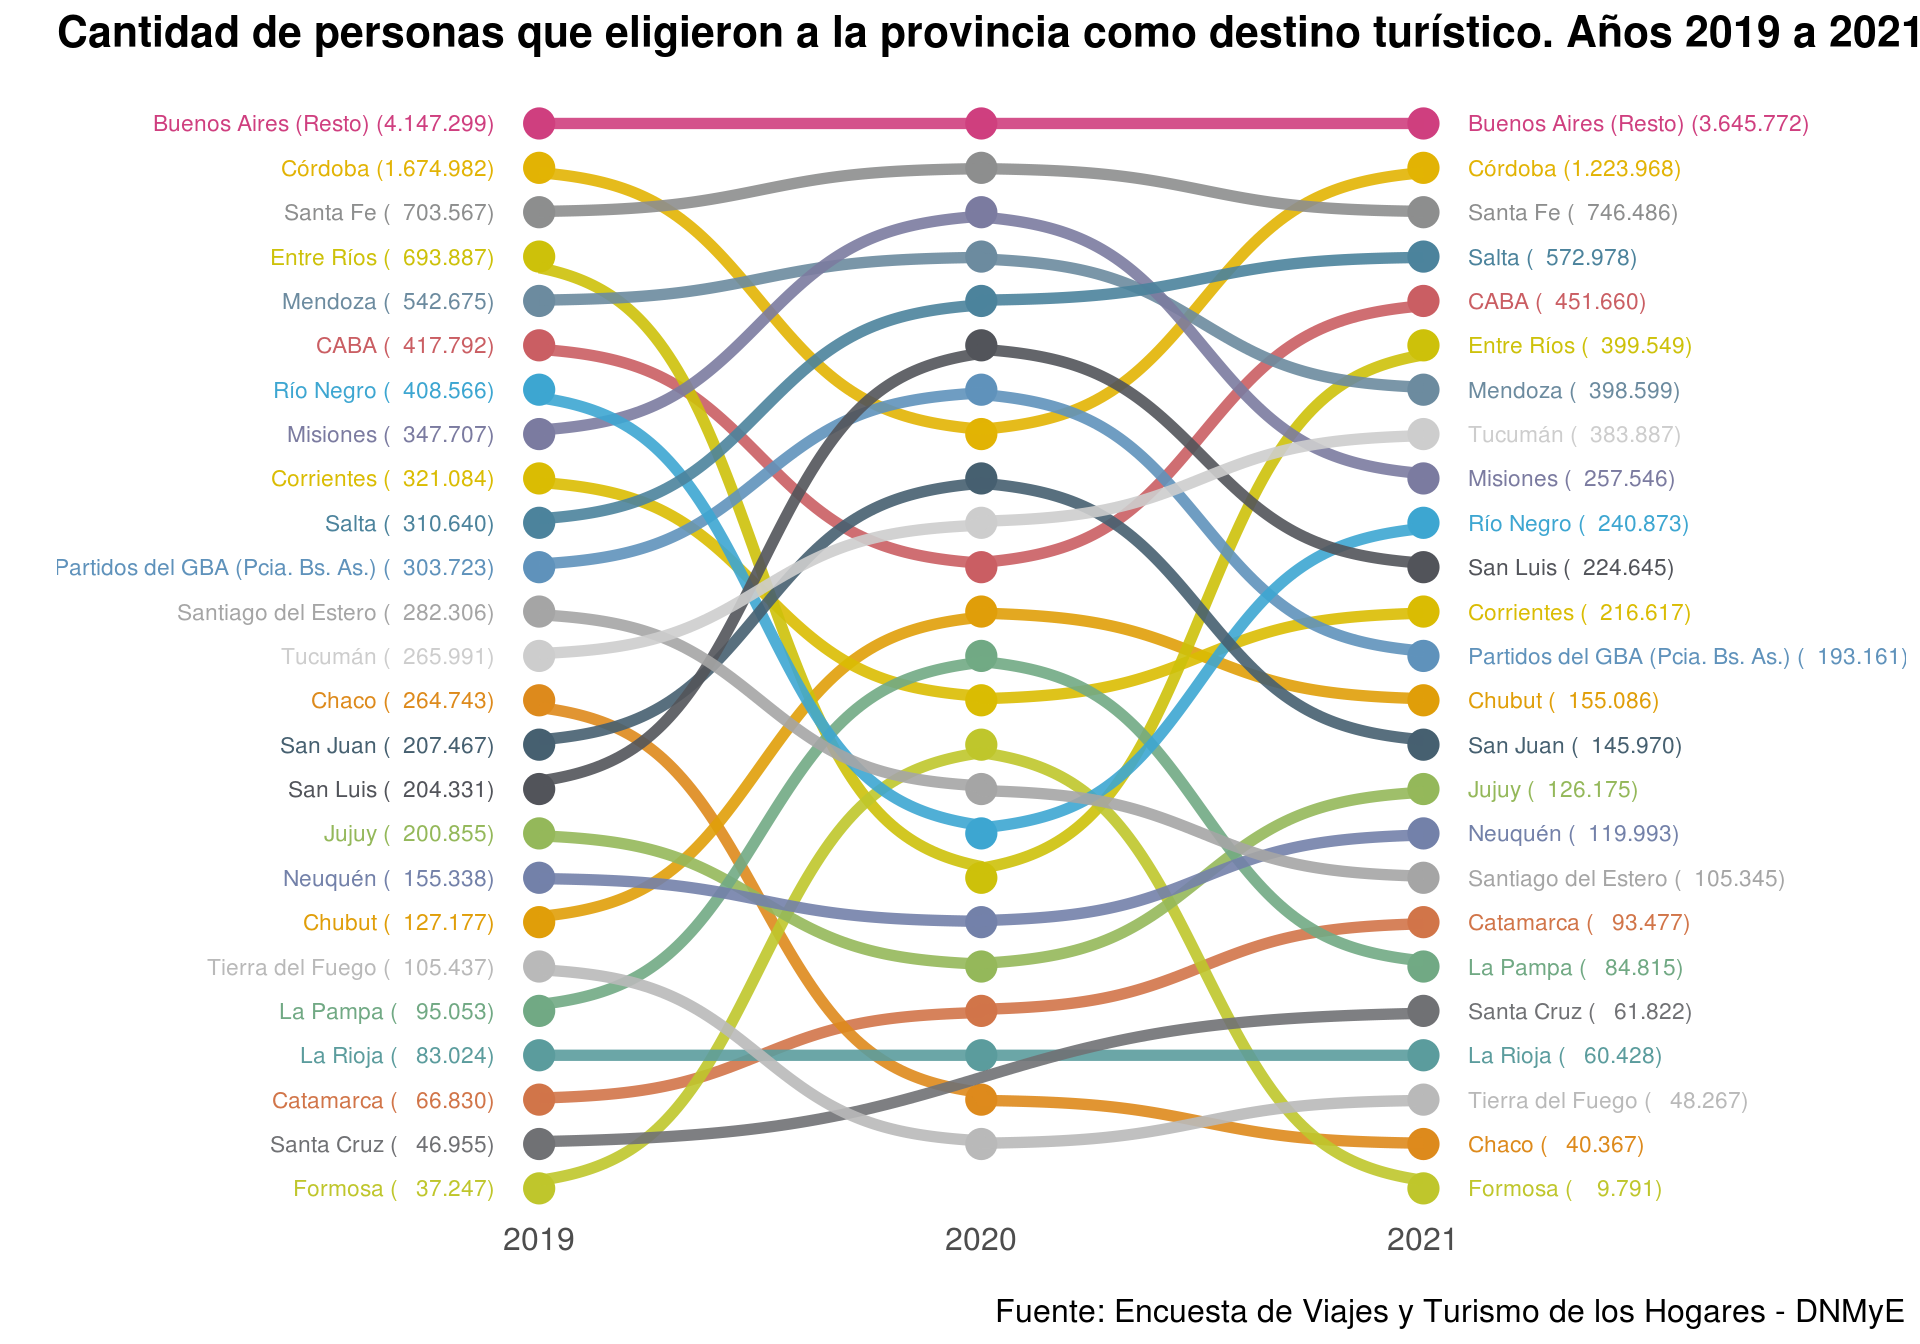 Cantidad de personas que eligieron a la provincia como destino turístico. Años 2019 a 2021
Buenos Aires (Resto) (4.147.299)
Córdoba (1.674.982)
Santa Fe (  703.567)
Entre Ríos (  693.887)
Mendoza (  542.675)
CABA (  417.792)
Río Negro (  408.566)
Misiones (  347.707)
Corrientes (  321.084)
Salta (  310.640)
Partidos del GBA (Pcia. Bs. As.) (  303.723)
Santiago del Estero (  282.306)
Tucumán (  265.991)
Chaco (  264.743)
San Juan (  207.467)
San Luis (  204.331)
Jujuy (  200.855)
Neuquén (  155.338)
Chubut (  127.177)
Tierra del Fuego (  105.437)
La Pampa (   95.053)
La Rioja (   83.024)
Catamarca (   66.830)
Santa Cruz (   46.955)
Formosa (   37.247)
Buenos Aires (Resto) (3.645.772)
Córdoba (1.223.968)
Santa Fe (  746.486)
Salta (  572.978)
CABA (  451.660)
Entre Ríos (  399.549)
Mendoza (  398.599)
Tucumán (  383.887)
Misiones (  257.546)
Río Negro (  240.873)
San Luis (  224.645)
Corrientes (  216.617)
Partidos del GBA (Pcia. Bs. As.) (  193.161)
Chubut (  155.086)
San Juan (  145.970)
Jujuy (  126.175)
Neuquén (  119.993)
Santiago del Estero (  105.345)
Catamarca (   93.477)
La Pampa (   84.815)
Santa Cruz (   61.822)
La Rioja (   60.428)
Tierra del Fuego (   48.267)
Chaco (   40.367)
Formosa (    9.791)
2019 2020 2021
Fuente: Encuesta de Viajes y Turismo de los Hogares - DNMyE